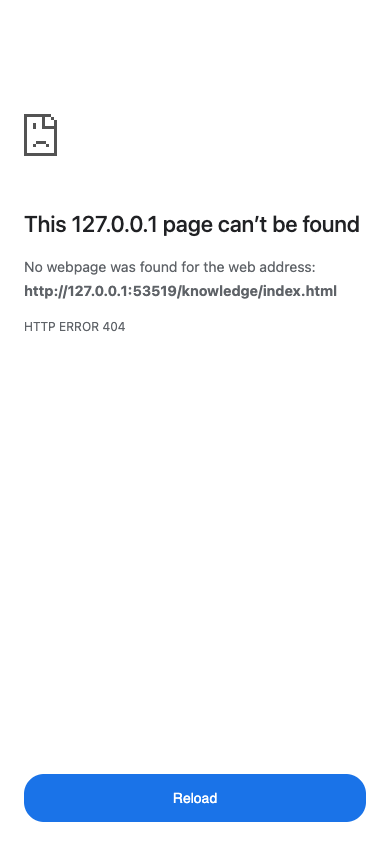 This 127.0.0.1 page can’t be found
No webpage was found for the web address:
http://127.0.0.1:53519/knowledge/index.html
HTTP ERROR 404
Reload